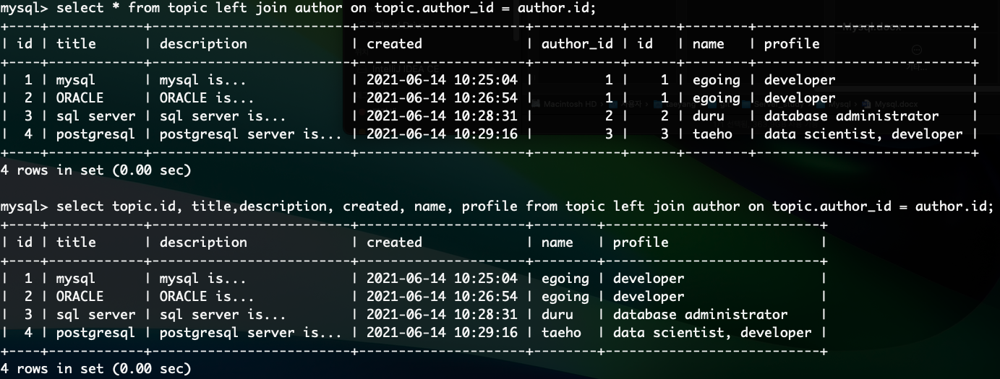 mysql> select * from topic left join author on topic.author_id = author.id;
+----+------------+-----------------------------+---------------------+-----------+------+--------+---------------------------+
| id | title      | description                 | created             | author_id | id   | name   | profile                   |
+----+------------+-----------------------------+---------------------+-----------+------+--------+---------------------------+
|  1 | mysql      | mysql is...                 | 2021-06-14 10:25:04 |         1 |    1 | egoing | developer                 |
|  2 | ORACLE     | ORACLE is...                | 2021-06-14 10:26:54 |         1 |    1 | egoing | developer                 |
|  3 | sql server | sql server is...            | 2021-06-14 10:28:31 |         2 |    2 | duru   | database administrator    |
|  4 | postgresql | postgresql server is...     | 2021-06-14 10:29:16 |         3 |    3 | taeho  | data scientist, developer |
+----+------------+-----------------------------+---------------------+-----------+------+--------+---------------------------+
4 rows in set (0.00 sec)
mysql> select topic.id, title,description, created, name, profile from topic left join author on topic.author_id = author.id;
+----+------------+-----------------------------+---------------------+--------+---------------------------+
| id | title      | description                 | created             | name   | profile                   |
+----+------------+-----------------------------+---------------------+--------+---------------------------+
|  1 | mysql      | mysql is...                 | 2021-06-14 10:25:04 | egoing | developer                 |
|  2 | ORACLE     | ORACLE is...                | 2021-06-14 10:26:54 | egoing | developer                 |
|  3 | sql server | sql server is...            | 2021-06-14 10:28:31 | duru   | database administrator    |
|  4 | postgresql | postgresql server is...     | 2021-06-14 10:29:16 | taeho  | data scientist, developer |
+----+------------+-----------------------------+---------------------+--------+---------------------------+
4 rows in set (0.00 sec)